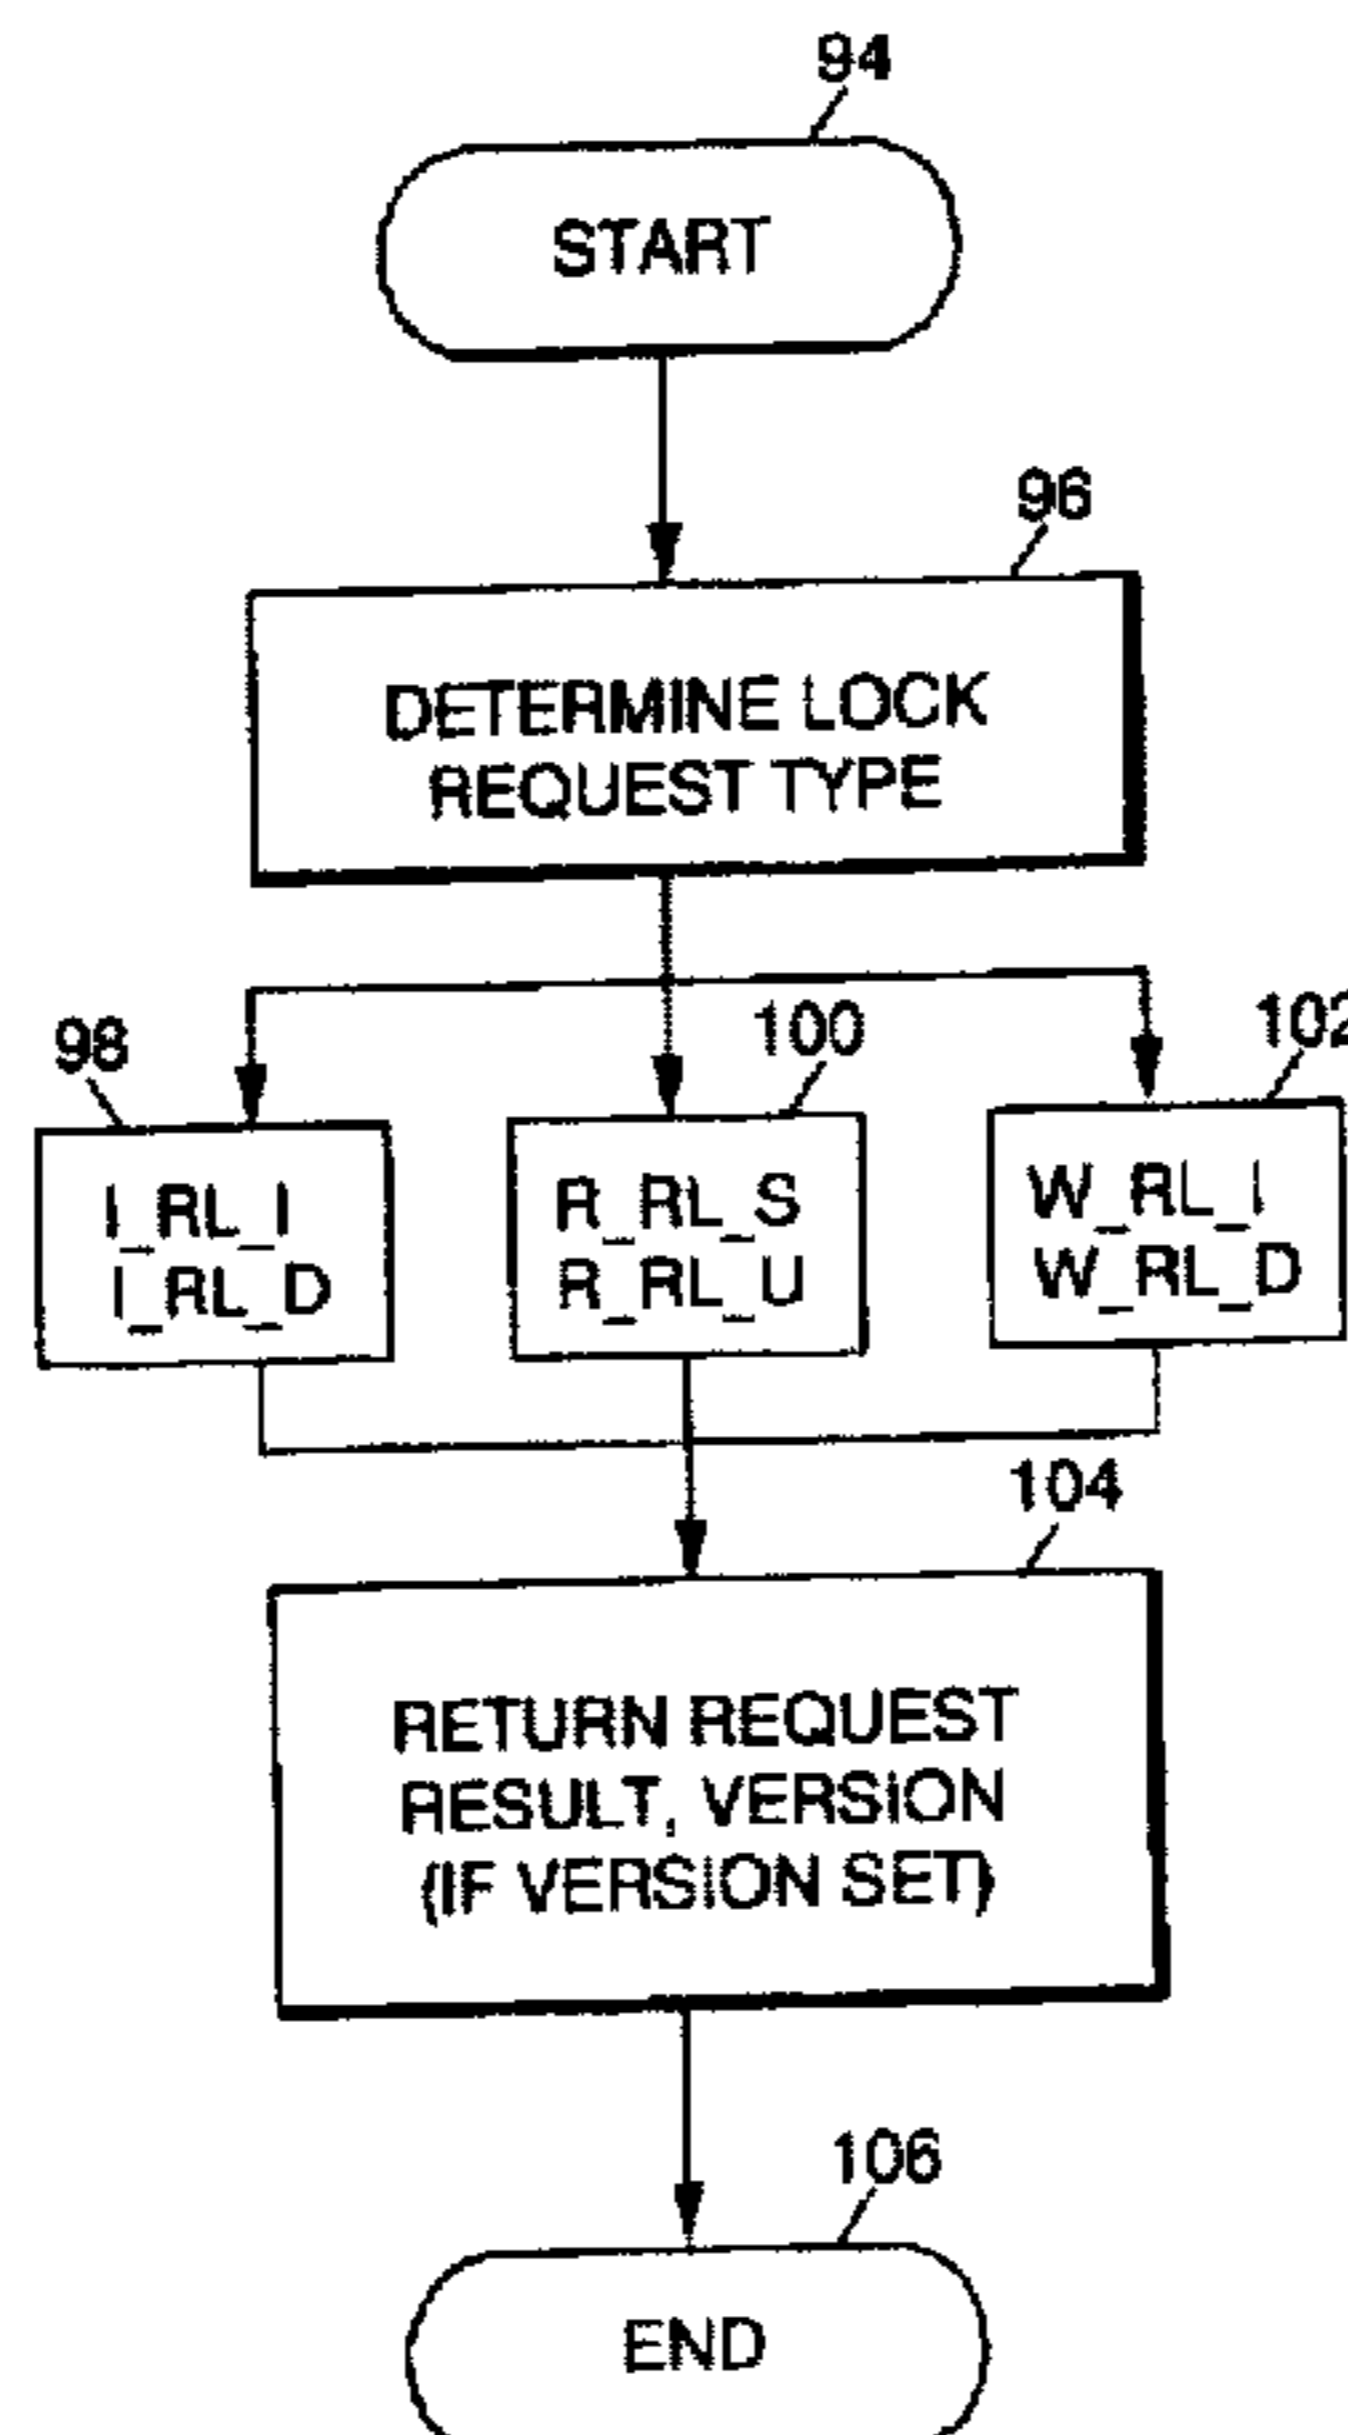 94
START
96
DETERMINE LOCK
REQUEST TYPE
98
100
102
I_RL_I
I_RL_D
R_RL_S
R_RL_U
W_RL_I
W_RL_D
104
RETURN REQUEST
RESULT, VERSION
(IF VERSION SET)
106
END